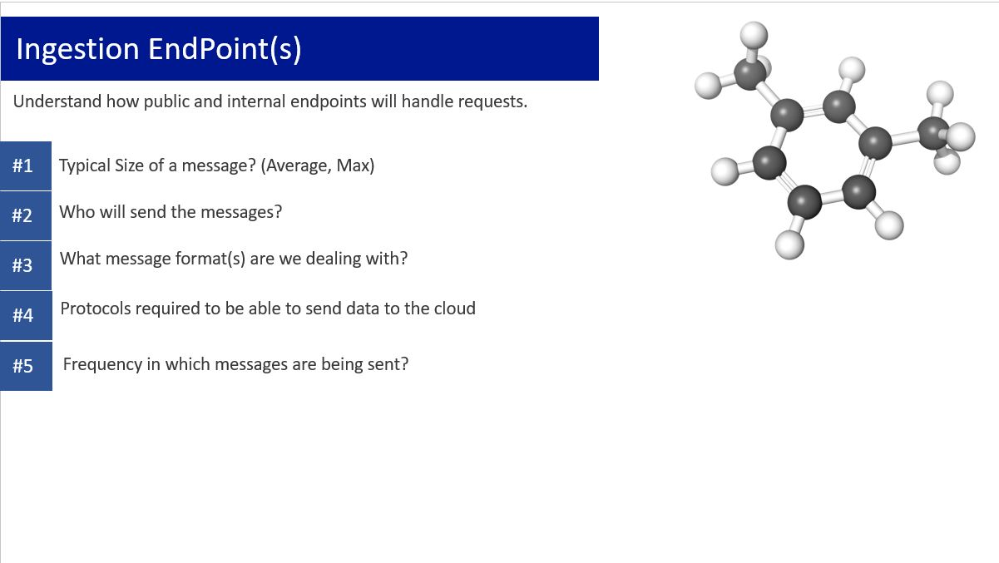 Ingestion EndPoint(s)
Understand how public and internal endpoints will handle requests.
#1 Typical Size of a message? (Average, Max)
#2 Who will send the messages?
#3 What message format(s) are we dealing with?
#4 Protocols required to be able to send data to the cloud
#5 Frequency in which messages are being sent?